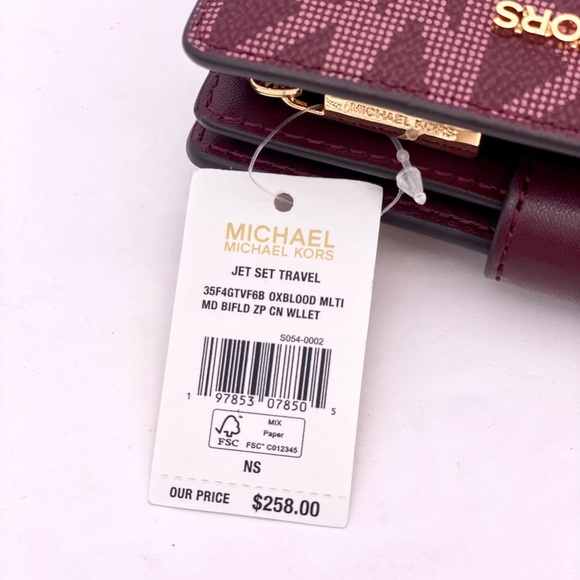 KORS
MICHAEL KORS
MICHAEL
MICHAEL KORS
JET SET TRAVEL
35F4GTVF6B OXBLOOD MLTI
MD BIFLD ZP CN WLLET
S054-0002
1 97853 07850 5
FSC
MIX
Paper
FSC® C012345
NS
OUR PRICE $258.00